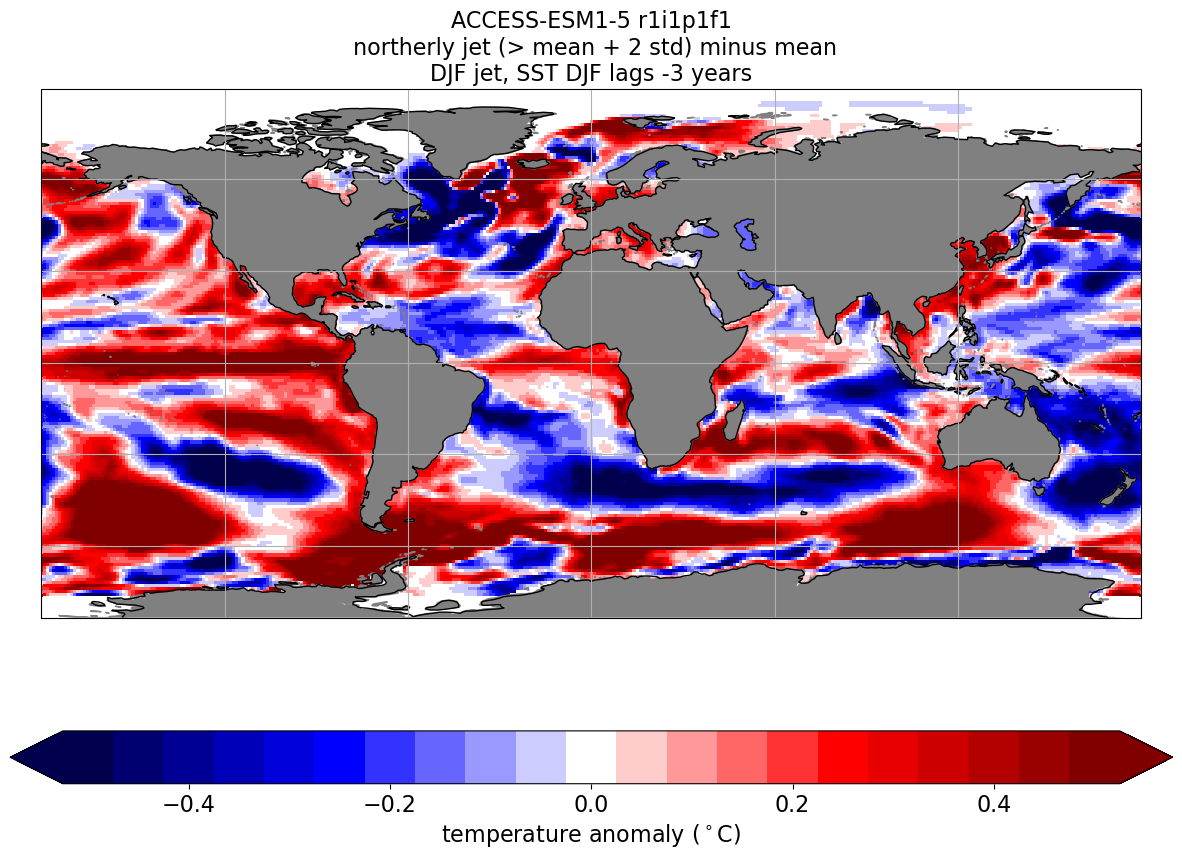 ACCESS-ESM1-5 r1i1p1f1
northerly jet (> mean + 2 std) minus mean
DJF jet, SST DJF lags -3 years
−0.4 −0.2 0.0 0.2 0.4
temperature anomaly (°C)